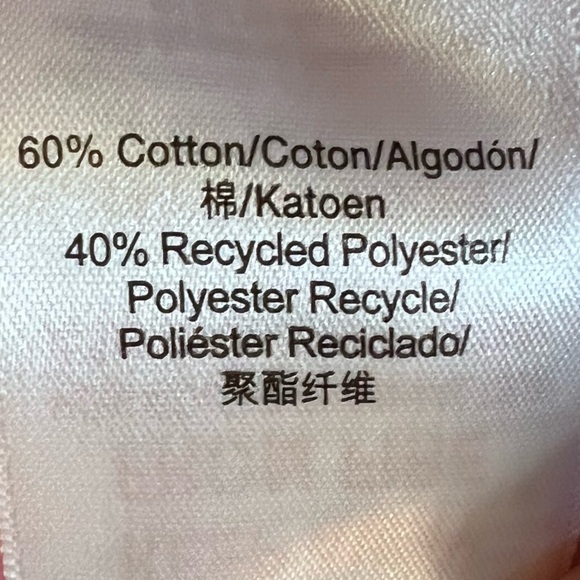 60% Cotton/Coton/Algodón/
棉/Katoen
40% Recycled Polyester/
Polyester Recycle/
Poliéster Reciclado/
聚酯纤维